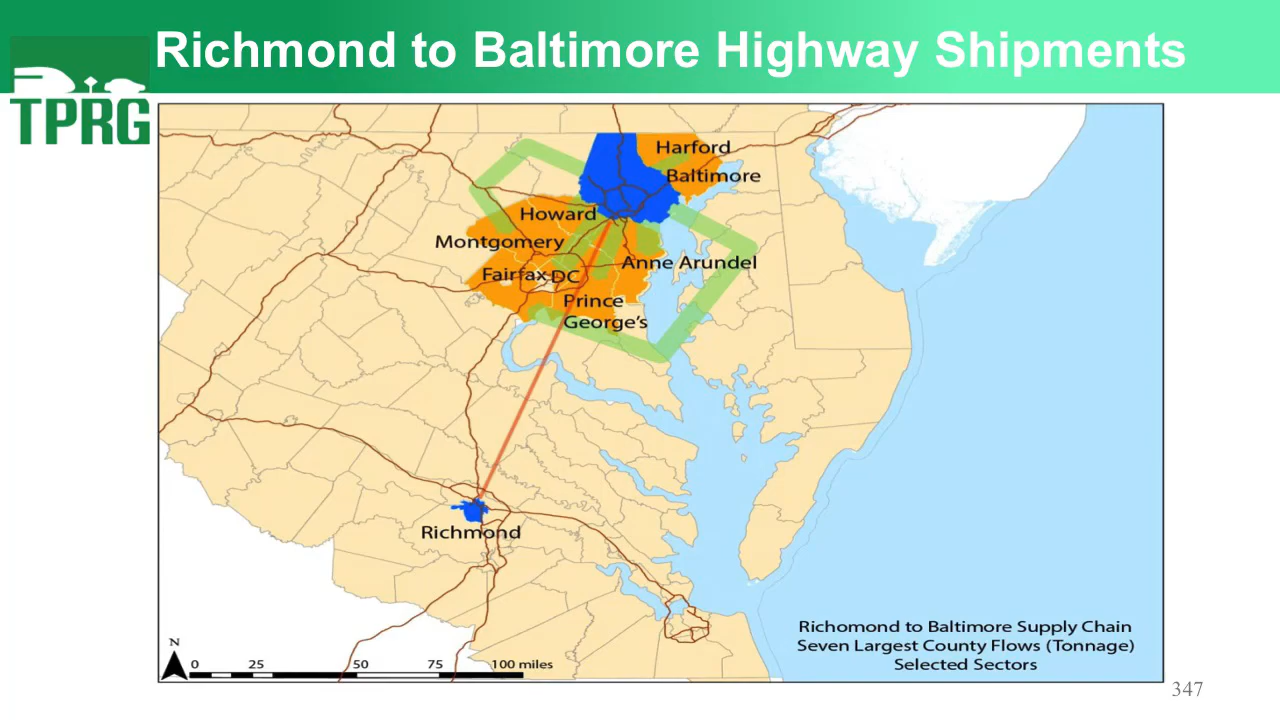 Richmond to Baltimore Highway Shipments
TPRG
Harford
Baltimore
Howard
Montgomery
Anne Arundel
Fairfax DC
Prince
George's
Richmond
Richomond to Baltimore Supply Chain
Seven Largest County Flows (Tonnage)
Selected Sectors
N
0 25 50 75 100 miles
347